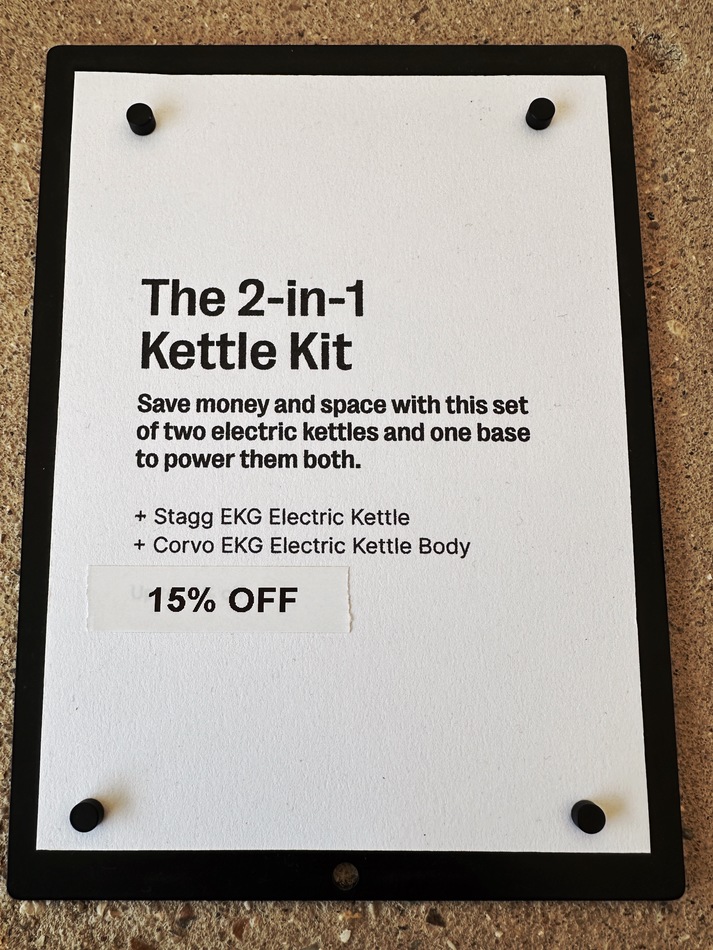 The 2-in-1
Kettle Kit
Save money and space with this set
of two electric kettles and one base
to power them both.
+ Stagg EKG Electric Kettle
+ Corvo EKG Electric Kettle Body
15% OFF